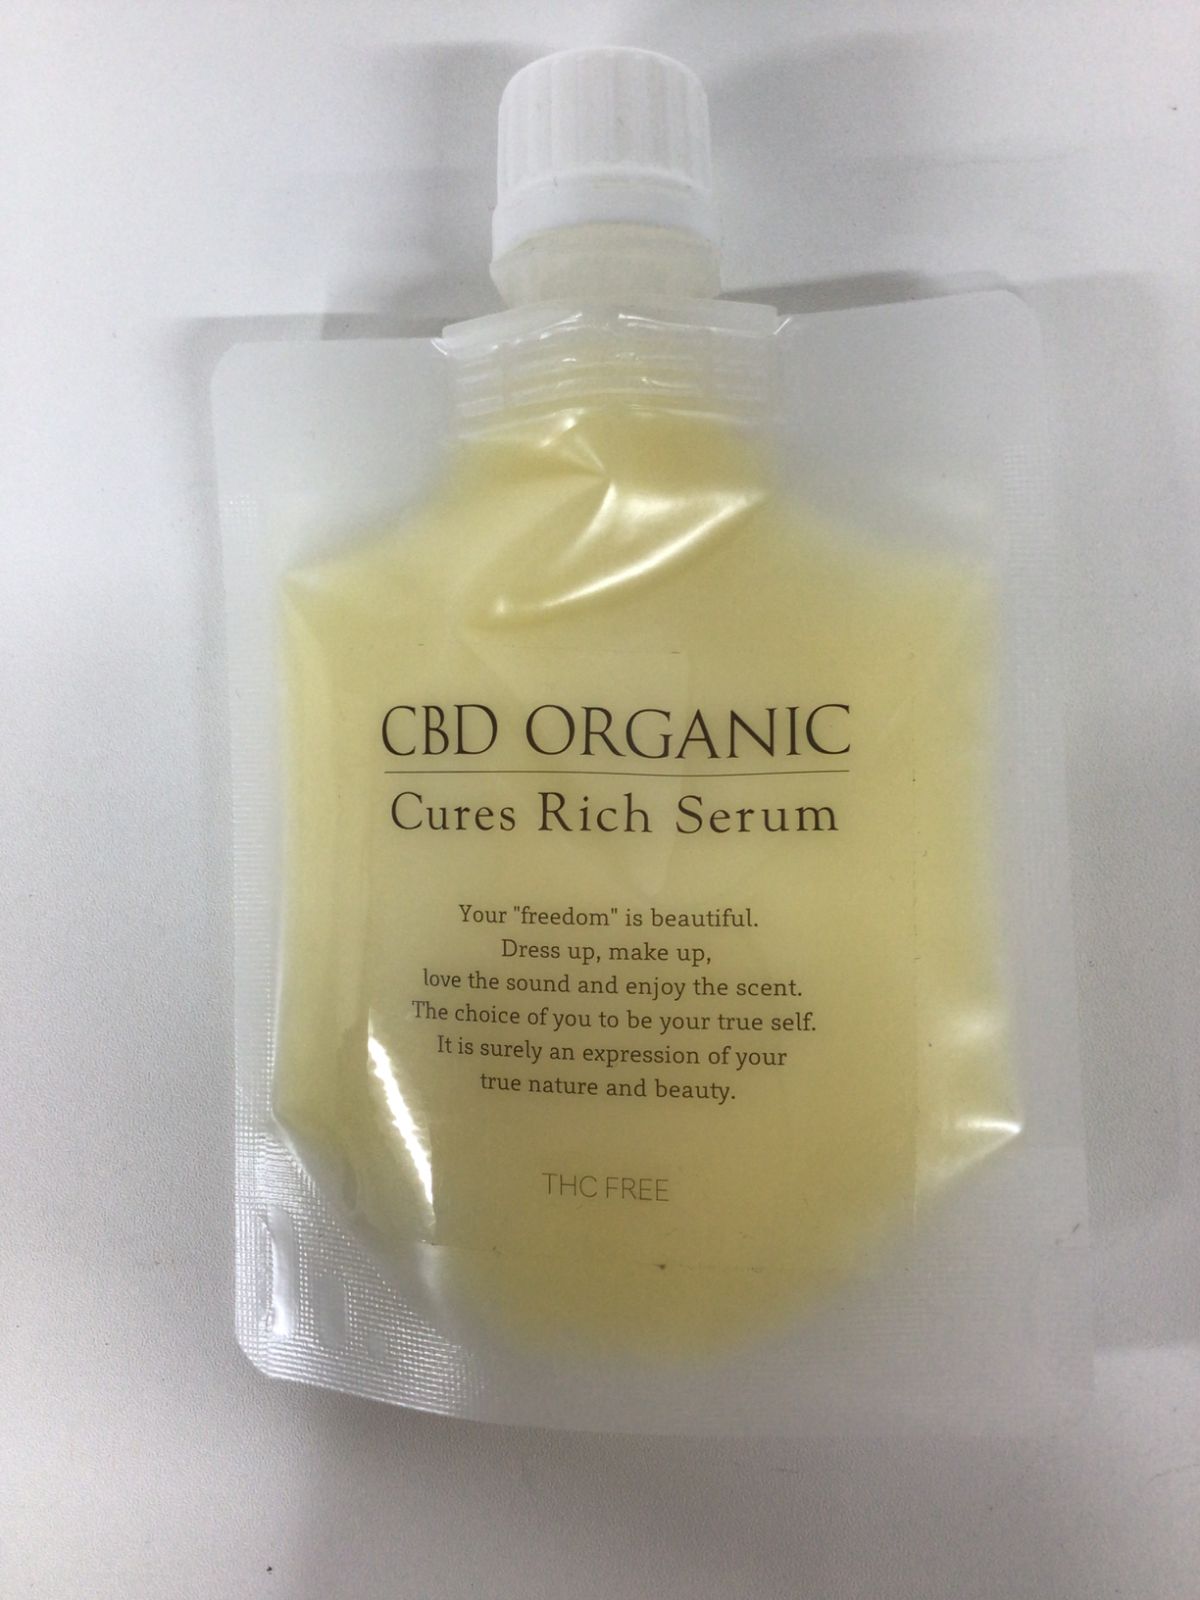 CBD ORGANIC
Cures Rich Serum
Your "freedom" is beautiful.
Dress up, make up,
love the sound and enjoy the scent.
The choice of you to be your true self.
It is surely an expression of your
true nature and beauty.
THC FREE